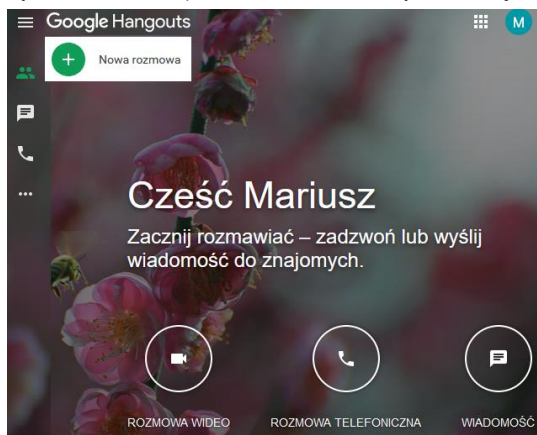 Google Hangouts
M
Nowa rozmowa
Cześć Mariusz
Zacznij rozmawiać – zadzwoń lub wyślij
wiadomość do znajomych.
ROZMOWA WIDEO
ROZMOWA TELEFONICZNA
WIADOMOŚĆ